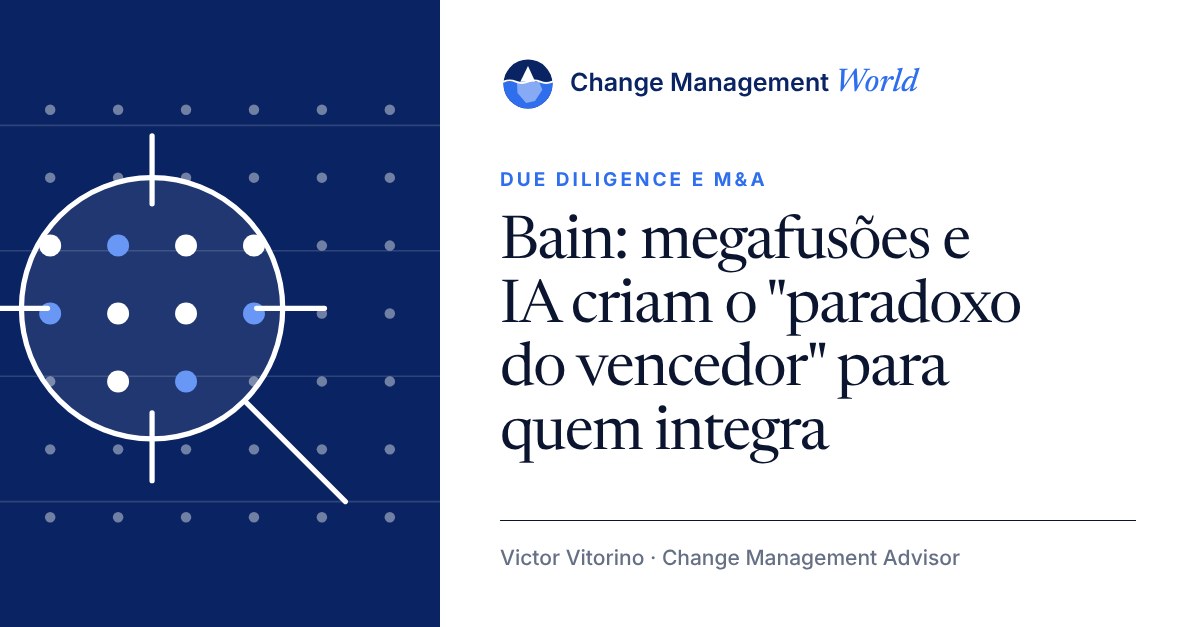 Change Management World
DUE DILIGENCE E M&A
Bain: megafusões e
IA criam o "paradoxo
do vencedor" para
quem integra
Victor Vitorino · Change Management Advisor